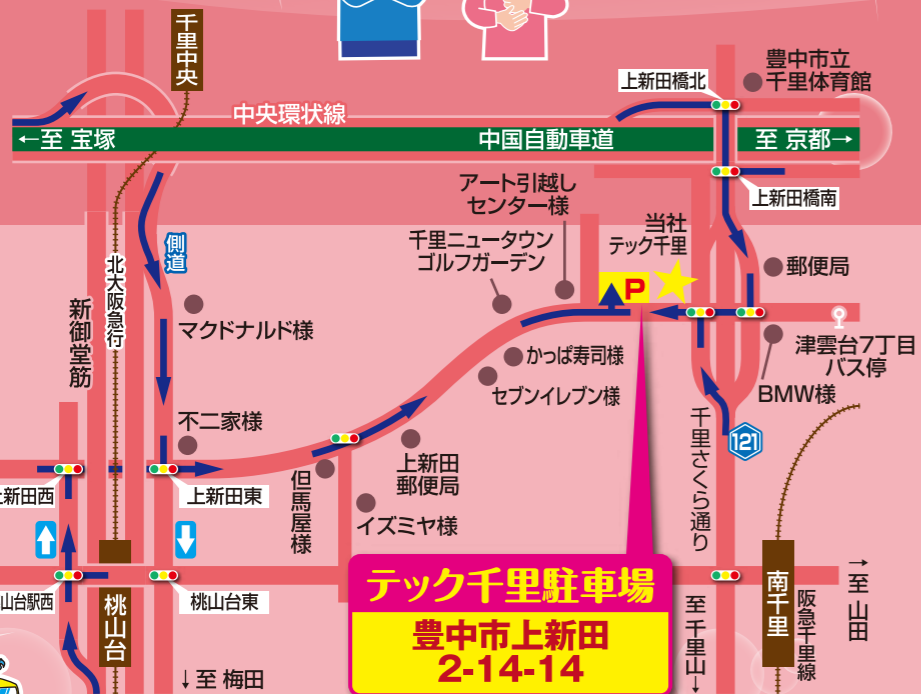 千里中央
中央環状線
←至 宝塚
中国自動車道
至 京都→
上新田橋北
豊中市立
千里体育館
上新田橋南
アート引越し
センター様
千里ニュータウン
ゴルフガーデン
当社
テック千里
P
郵便局
津雲台7丁目
バス停
BMW様
側道
北大阪急行
新御堂筋
マクドナルド様
かっぱ寿司様
セブンイレブン様
不二家様
上新田
郵便局
但馬屋様
イズミヤ様
121
千里さくら通り
上新田西
上新田東
山台駅西
桃山台東
桃山台
↓至 梅田
テック千里駐車場
豊中市上新田
2-14-14
至 千里山→
南千里
阪急千里線
→至 山田